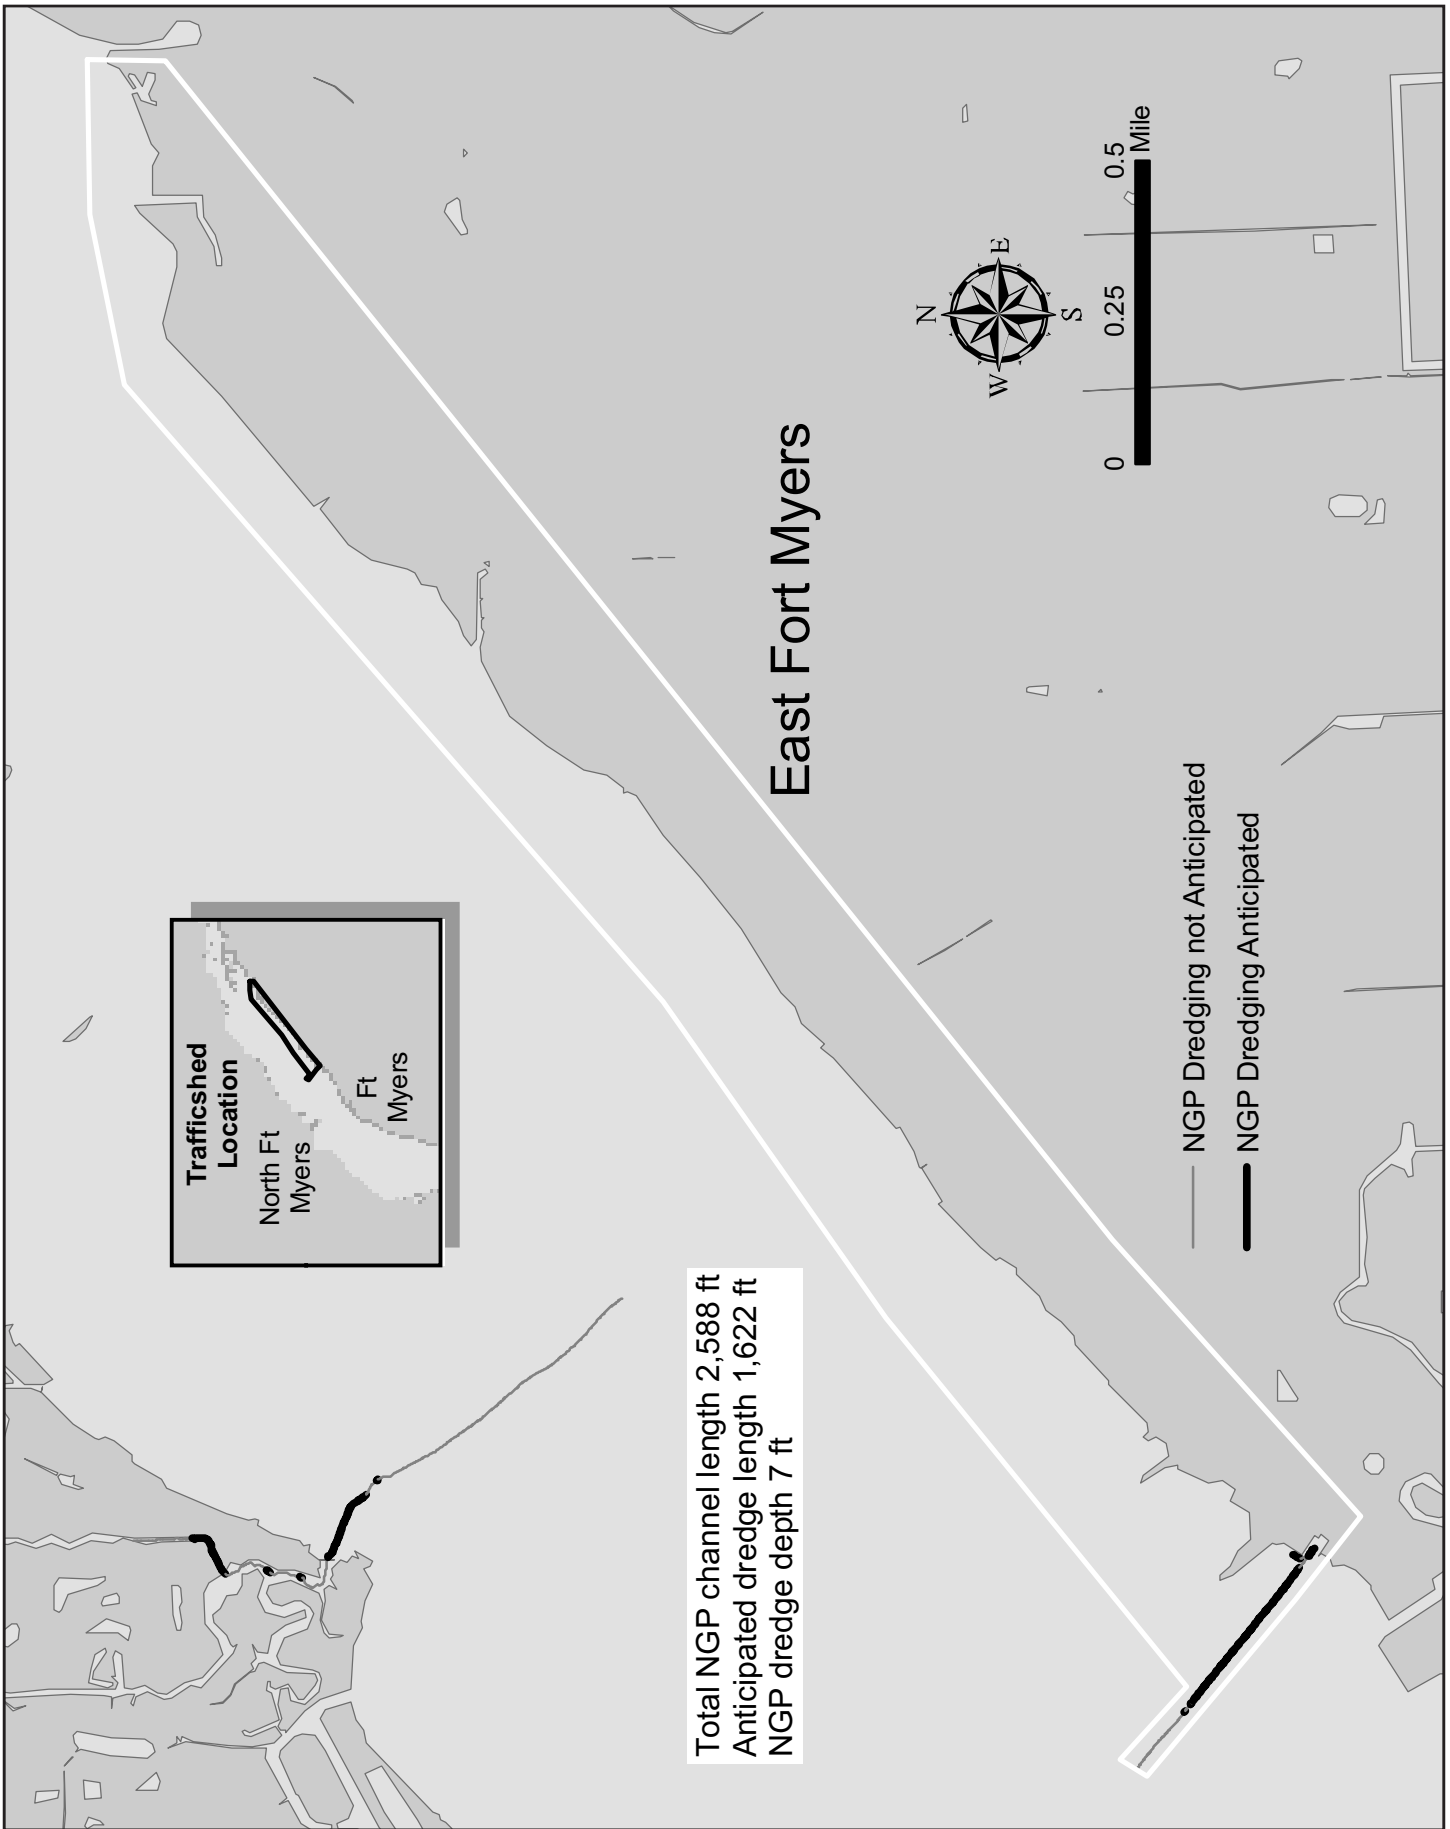 Trafficshed
Location
North Ft
Myers
Ft
Myers
Total NGP channel length 2,588 ft
Anticipated dredge length 1,622 ft
NGP dredge depth 7 ft
East Fort Myers
N
W
E
S
0 0.25 0.5
Mile
NGP Dredging not Anticipated
NGP Dredging Anticipated